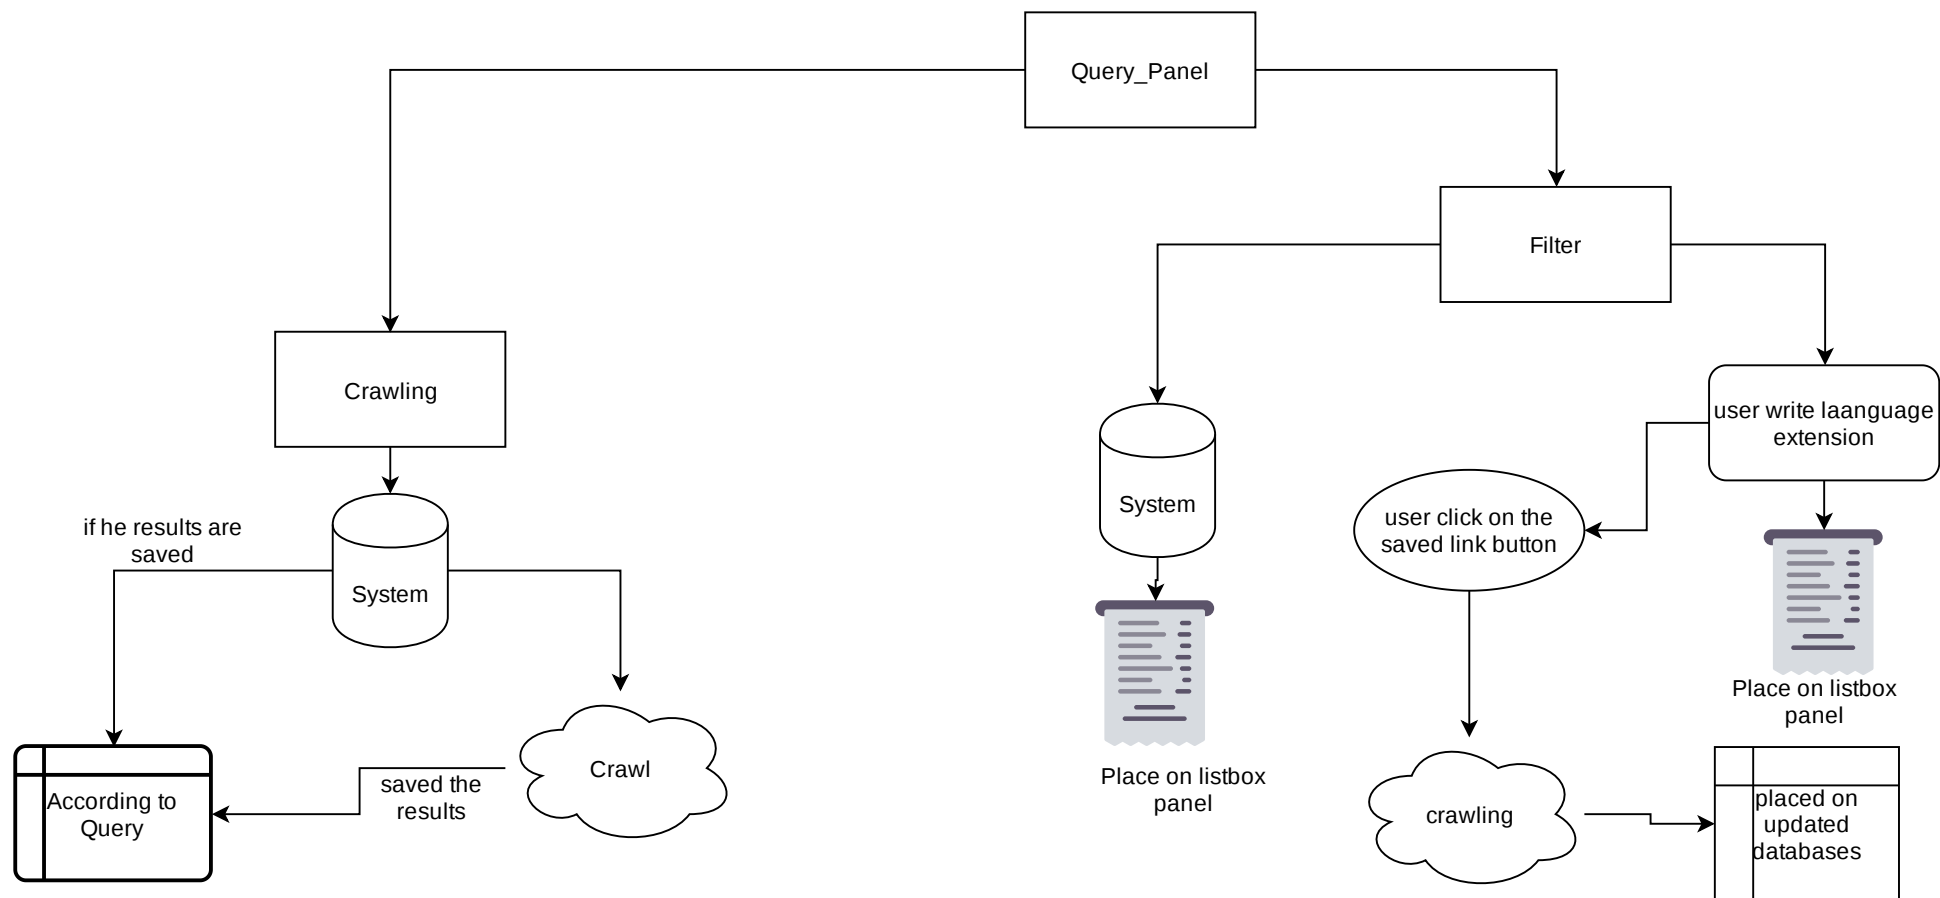 Query_Panel
Filter
Crawling
user write laanguage
extension
System
user click on the
saved link button
if he results are
saved
System
Place on listbox
panel
Crawl
Place on listbox
panel
saved the
results
According to
Query
crawling
placed on
updated
databases